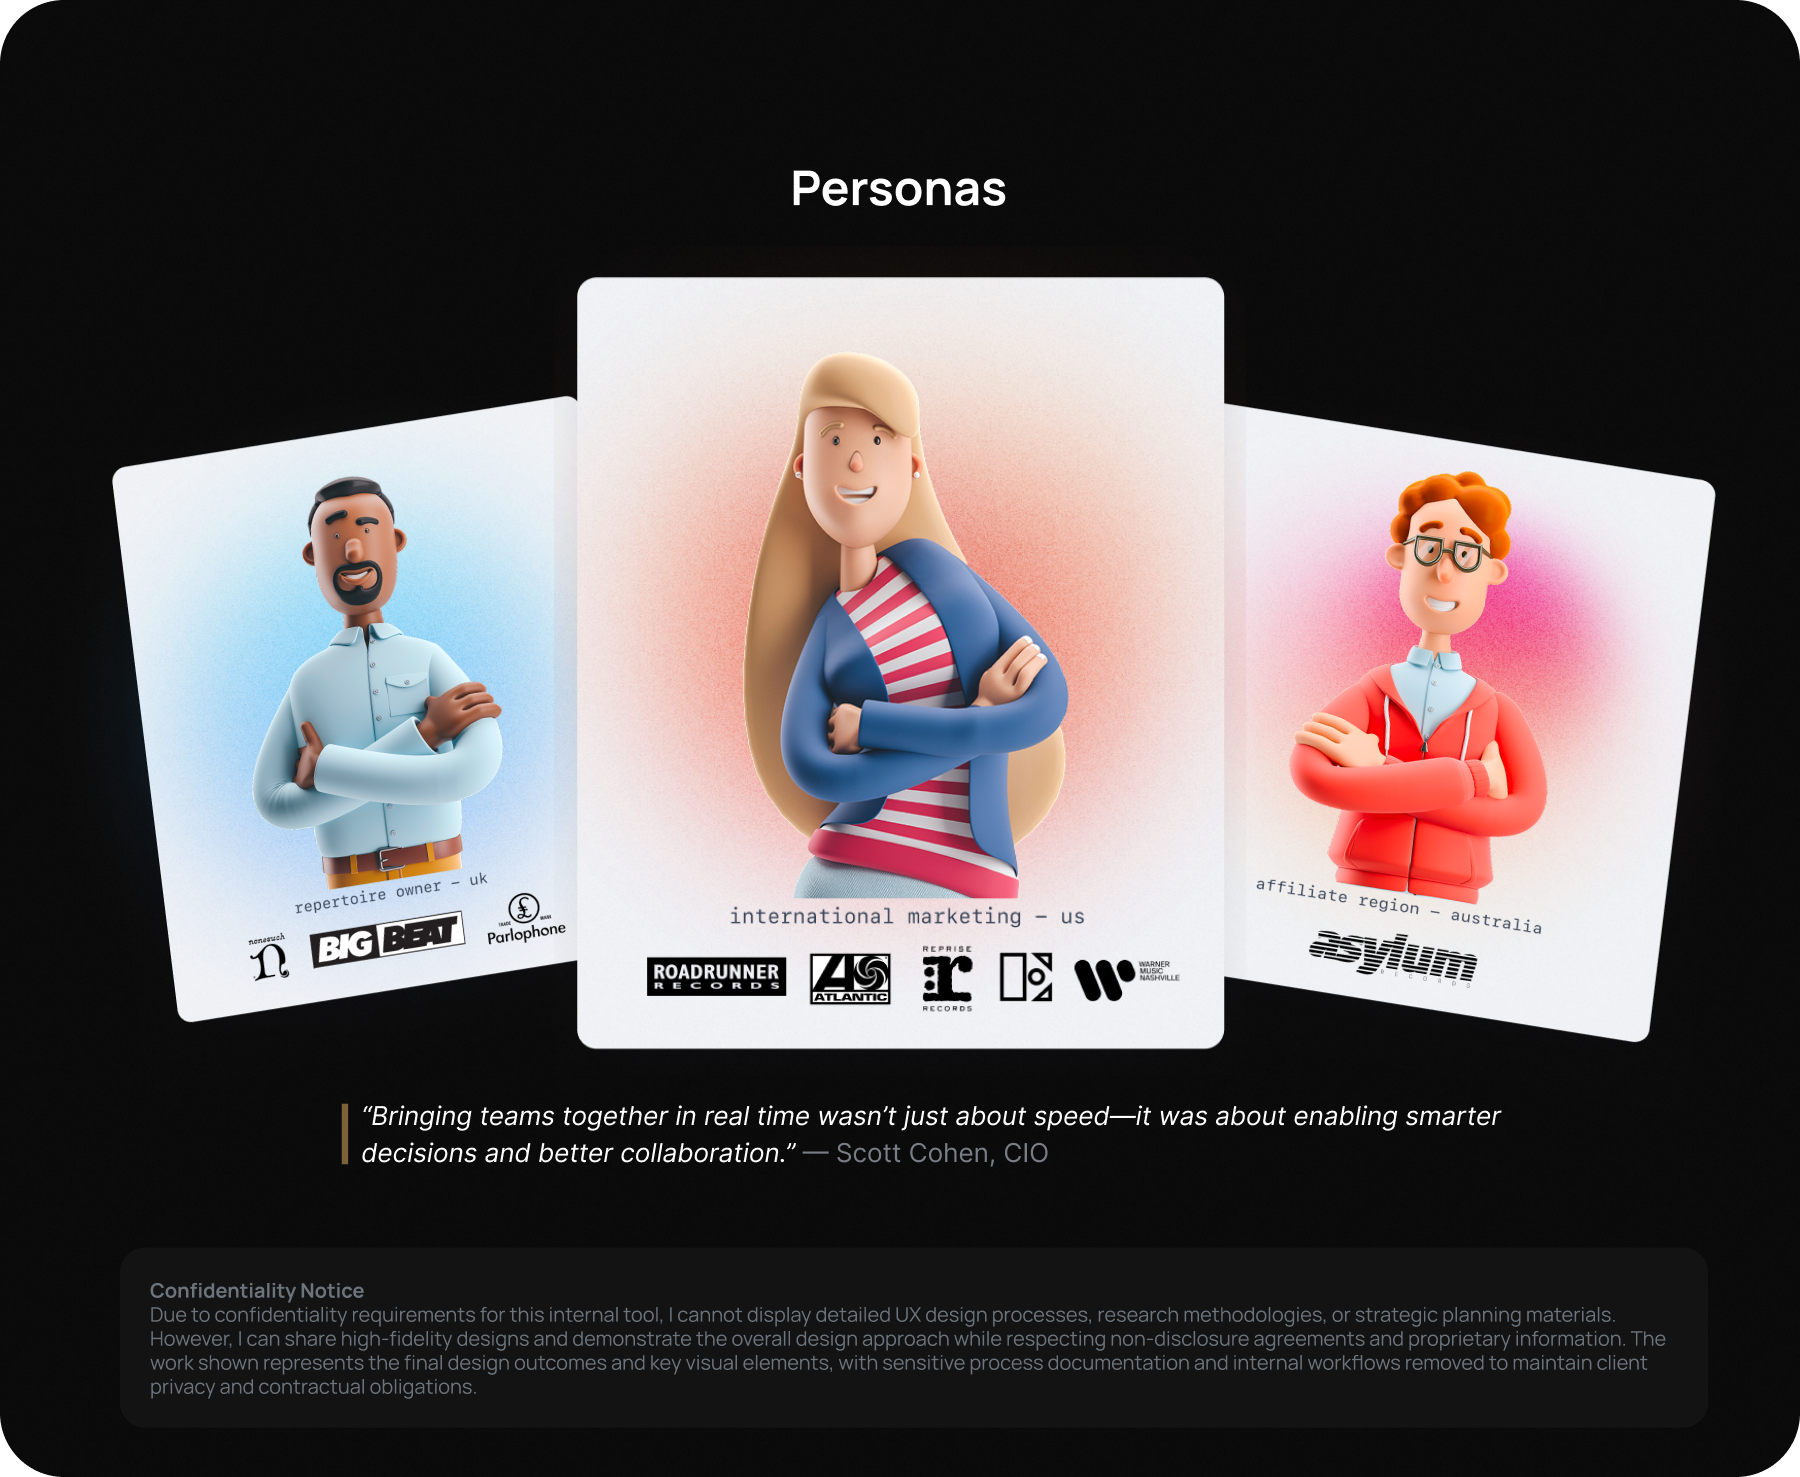 Personas
repertoire owner – uk
nonesuch
BIG BEAT
TRADE MARK
Parlophone
international marketing – us
ROADRUNNER
RECORDS
ATLANTIC
REPRISE
r
RECORDS
WARNER
MUSIC
NASHVILLE
affiliate region – australia
asylum
RECORDS
“Bringing teams together in real time wasn’t just about speed—it was about enabling smarter
decisions and better collaboration.” — Scott Cohen, CIO
Confidentiality Notice
Due to confidentiality requirements for this internal tool, I cannot display detailed UX design processes, research methodologies, or strategic planning materials.
However, I can share high-fidelity designs and demonstrate the overall design approach while respecting non-disclosure agreements and proprietary information. The
work shown represents the final design outcomes and key visual elements, with sensitive process documentation and internal workflows removed to maintain client
privacy and contractual obligations.